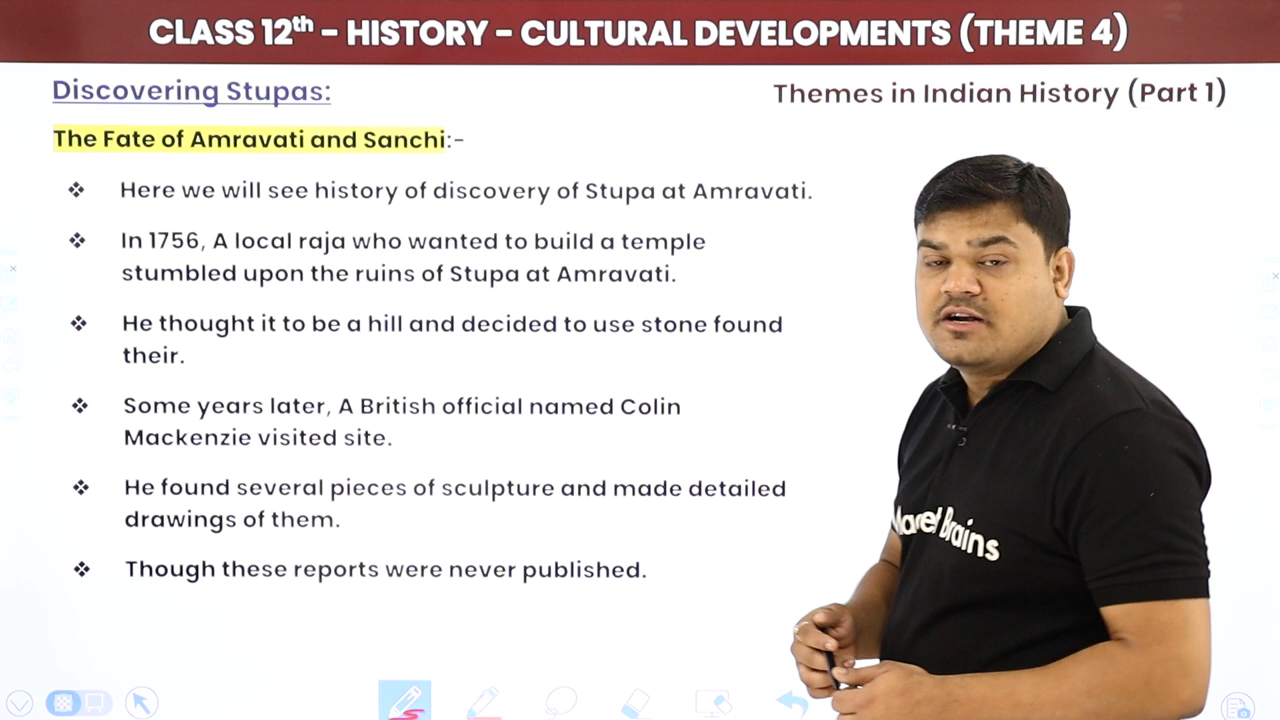 CLASS 12th - HISTORY - CULTURAL DEVELOPMENTS (THEME 4)
Discovering Stupas:
Themes in Indian History (Part 1)
The Fate of Amravati and Sanchi:-
❖ Here we will see history of discovery of Stupa at Amravati.
❖ In 1756, A local raja who wanted to build a temple
stumbled upon the ruins of Stupa at Amravati.
❖ He thought it to be a hill and decided to use stone found
their.
❖ Some years later, A British official named Colin
Mackenzie visited site.
❖ He found several pieces of sculpture and made detailed
drawings of them.
❖ Though these reports were never published.
Brains